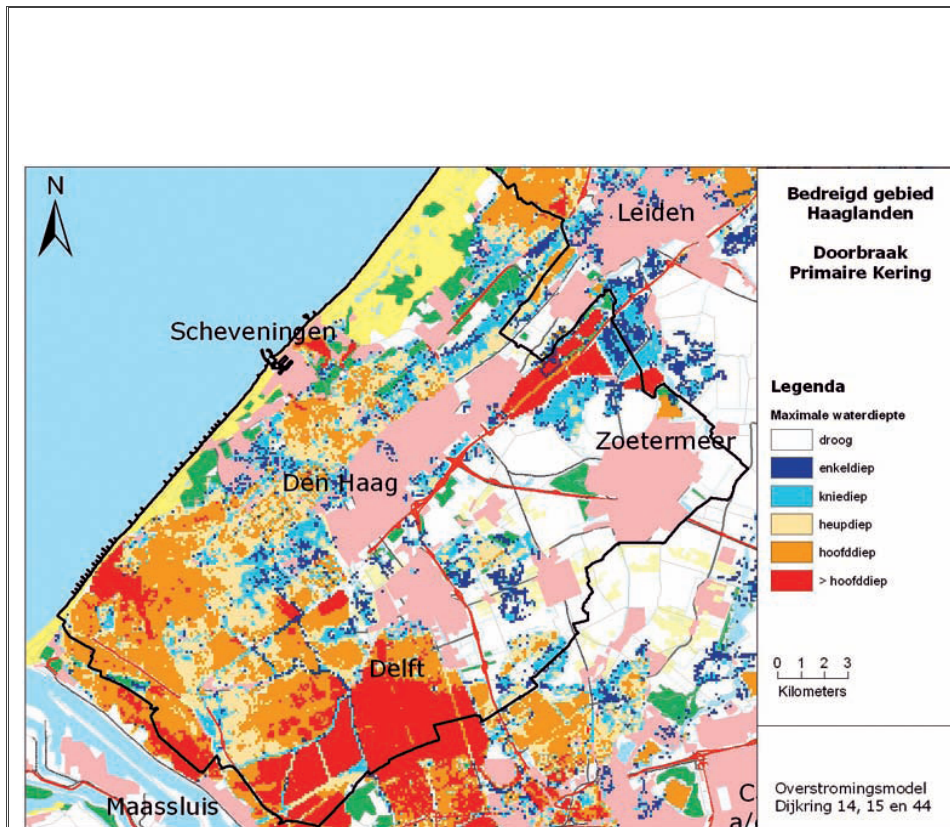 N
Leiden
Scheveningen
Zoetermeer
Den Haag
Delft
Maassluis
Bedreigd gebied
Haaglanden
Doorbraak
Primaire Kering
Legenda
Maximale waterdiepte
droog
enkeldiep
kniediep
heupdiep
hoofddiep
> hoofddiep
0 1 2 3
Kilometers
Overstromingsmodel
Dijkring 14, 15 en 44